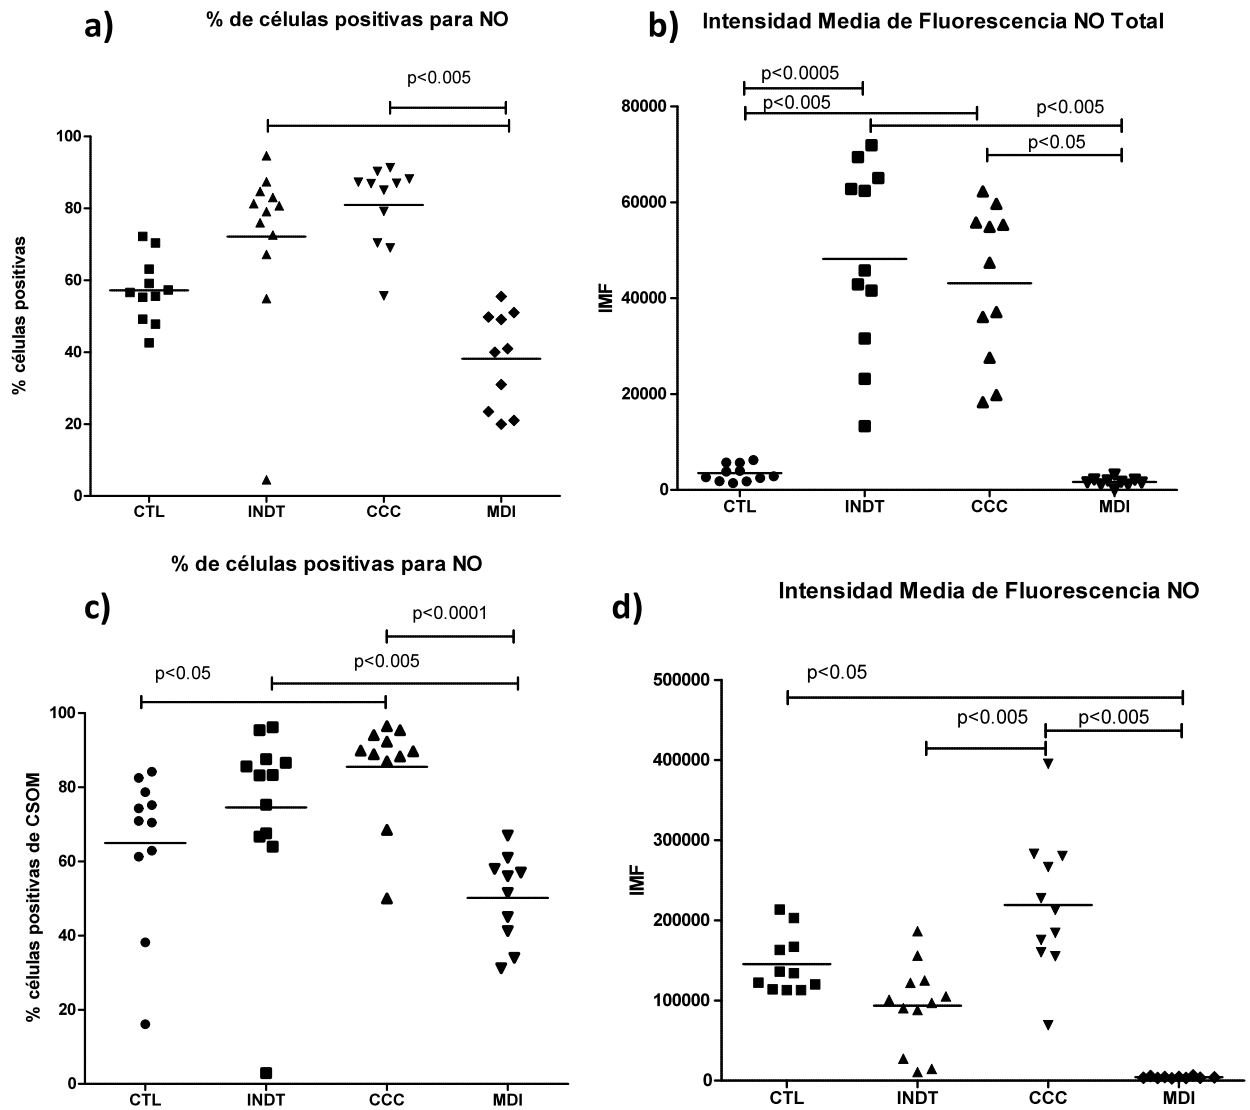 a)
% de células positivas para NO
p<0.005
% células positivas
100
80
60
40
20
0
CTL INDT CCC MDI
b)
Intensidad Media de Fluorescencia NO Total
p<0.0005
p<0.005
p<0.005
p<0.05
IMF
80000
60000
40000
20000
0
CTL INDT CCC MDI
c)
% de células positivas para NO
p<0.0001
p<0.005
p<0.05
% células positivas de CSOM
100
80
60
40
20
0
CTL INDT CCC MDI
d)
Intensidad Media de Fluorescencia NO
p<0.05
p<0.005
p<0.005
IMF
500000
400000
300000
200000
100000
0
CTL INDT CCC MDI